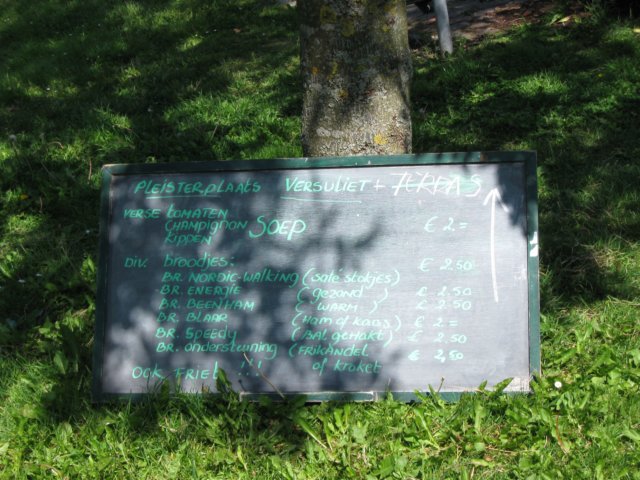 PLEISTERPLAATS VERSULIET + TERRAS
VERSE TOMATEN
CHAMPIGNON SOEP € 2 =
KIPPEN
DIV. broodjes: € 2.50
BR. NORDIC-WALKING (sate stokjes)
BR. ENERGIE (gezond) € 2.50
BR. BEENHAM (WARM) € 2.50
BR. BLAAR (Ham of kaas) € 2 =
BR. SPEEDY (BAL gehakt) € 2.50
BR. ondersteuning (FRIKANDEL € 2,50
OOK FRIET !!! of kroket